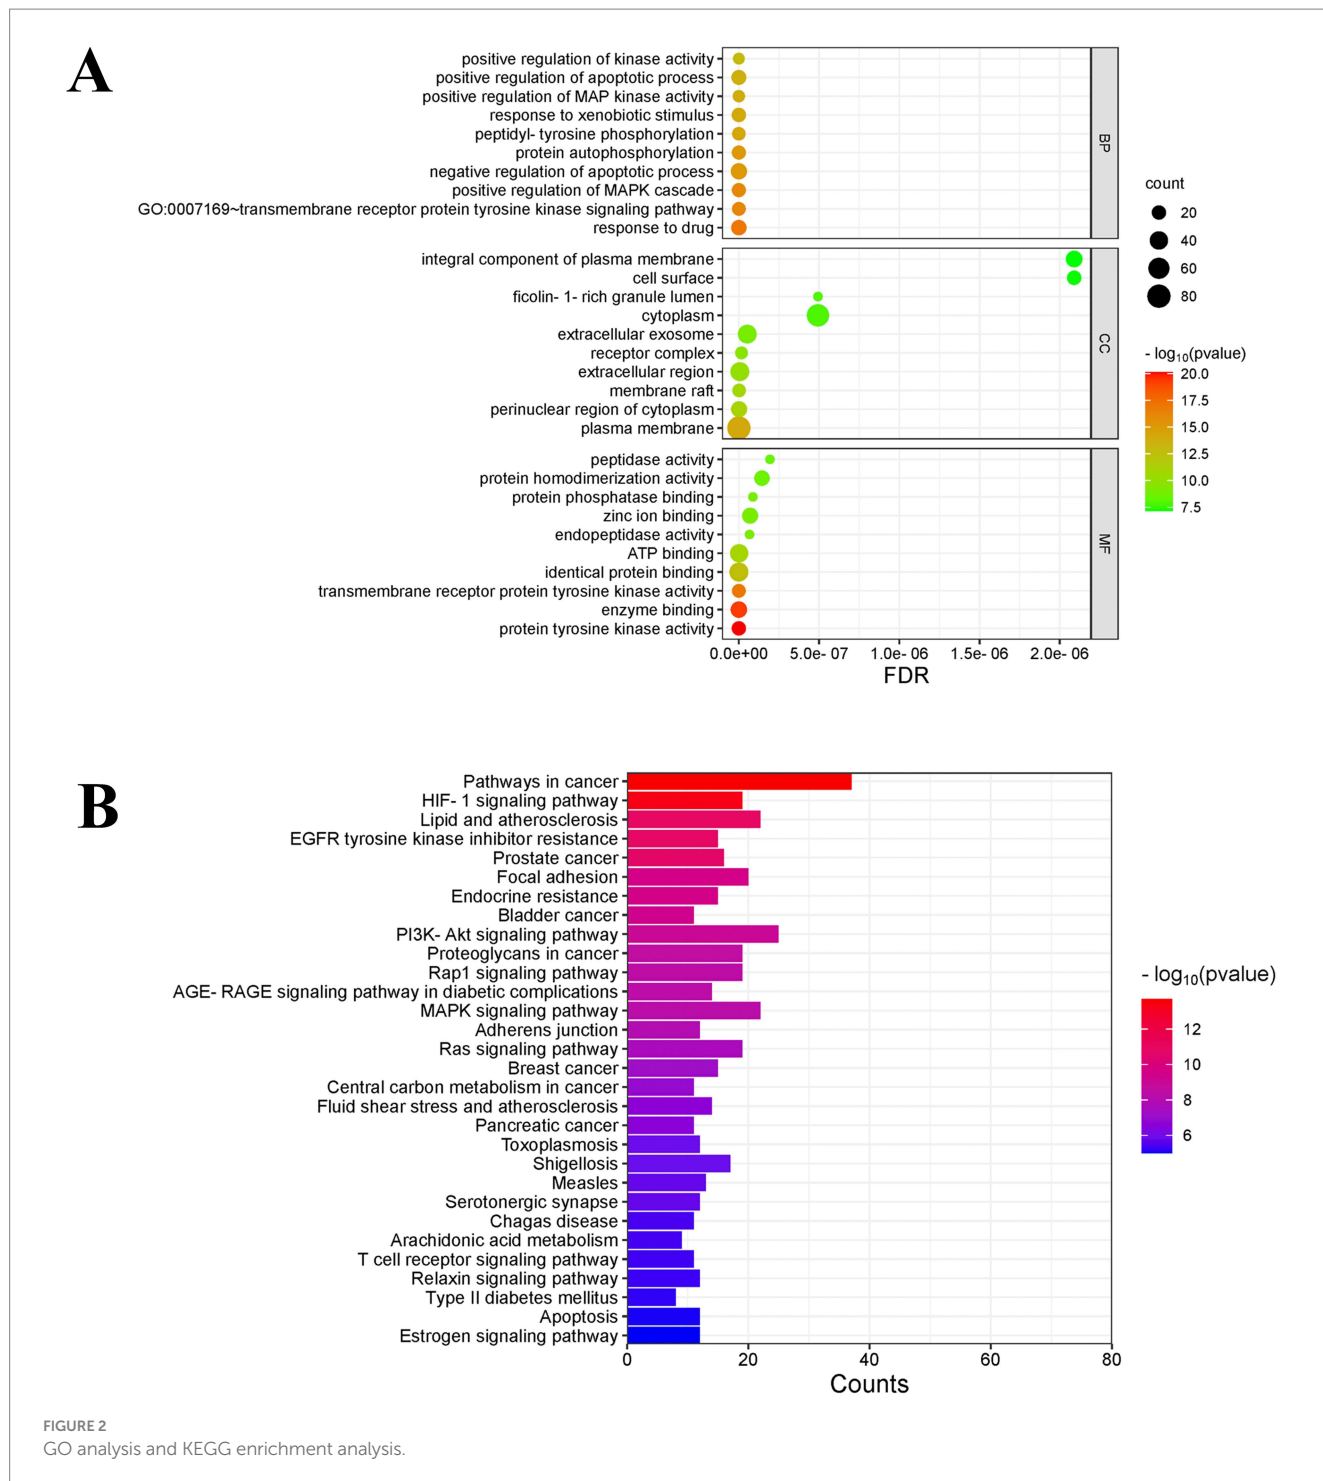 A
positive regulation of kinase activity
positive regulation of apoptotic process
positive regulation of MAP kinase activity
response to xenobiotic stimulus
peptidyl- tyrosine phosphorylation
protein autophosphorylation
negative regulation of apoptotic process
positive regulation of MAPK cascade
GO:0007169~transmembrane receptor protein tyrosine kinase signaling pathway
response to drug
BP
integral component of plasma membrane
cell surface
ficolin- 1- rich granule lumen
cytoplasm
extracellular exosome
receptor complex
extracellular region
membrane raft
perinuclear region of cytoplasm
plasma membrane
CC
peptidase activity
protein homodimerization activity
protein phosphatase binding
zinc ion binding
endopeptidase activity
ATP binding
identical protein binding
transmembrane receptor protein tyrosine kinase activity
enzyme binding
protein tyrosine kinase activity
MF
0.0e+00 5.0e- 07 1.0e- 06 1.5e- 06 2.0e- 06
FDR
count
20
40
60
80
- log10(pvalue)
20.0
17.5
15.0
12.5
10.0
7.5
B
Pathways in cancer
HIF- 1 signaling pathway
Lipid and atherosclerosis
EGFR tyrosine kinase inhibitor resistance
Prostate cancer
Focal adhesion
Endocrine resistance
Bladder cancer
PI3K- Akt signaling pathway
Proteoglycans in cancer
Rap1 signaling pathway
AGE- RAGE signaling pathway in diabetic complications
MAPK signaling pathway
Adherens junction
Ras signaling pathway
Breast cancer
Central carbon metabolism in cancer
Fluid shear stress and atherosclerosis
Pancreatic cancer
Toxoplasmosis
Shigellosis
Measles
Serotonergic synapse
Chagas disease
Arachidonic acid metabolism
T cell receptor signaling pathway
Relaxin signaling pathway
Type II diabetes mellitus
Apoptosis
Estrogen signaling pathway
0 20 40 60 80
Counts
- log10(pvalue)
12
10
8
6
FIGURE 2
GO analysis and KEGG enrichment analysis.